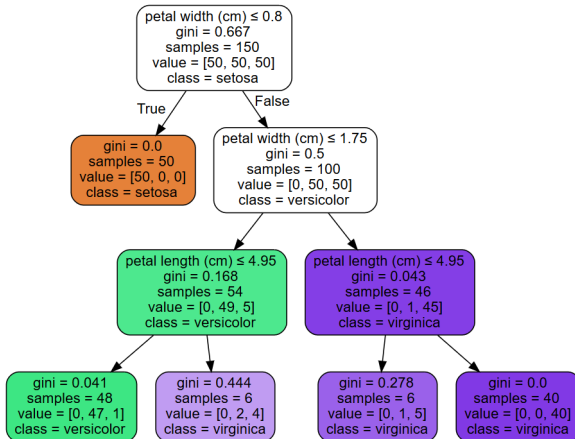 petal width (cm) ≤ 0.8
gini = 0.667
samples = 150
value = [50, 50, 50]
class = setosa
True
False
gini = 0.0
samples = 50
value = [50, 0, 0]
class = setosa
petal width (cm) ≤ 1.75
gini = 0.5
samples = 100
value = [0, 50, 50]
class = versicolor
petal length (cm) ≤ 4.95
gini = 0.168
samples = 54
value = [0, 49, 5]
class = versicolor
petal length (cm) ≤ 4.95
gini = 0.043
samples = 46
value = [0, 1, 45]
class = virginica
gini = 0.041
samples = 48
value = [0, 47, 1]
class = versicolor
gini = 0.444
samples = 6
value = [0, 2, 4]
class = virginica
gini = 0.278
samples = 6
value = [0, 1, 5]
class = virginica
gini = 0.0
samples = 40
value = [0, 0, 40]
class = virginica